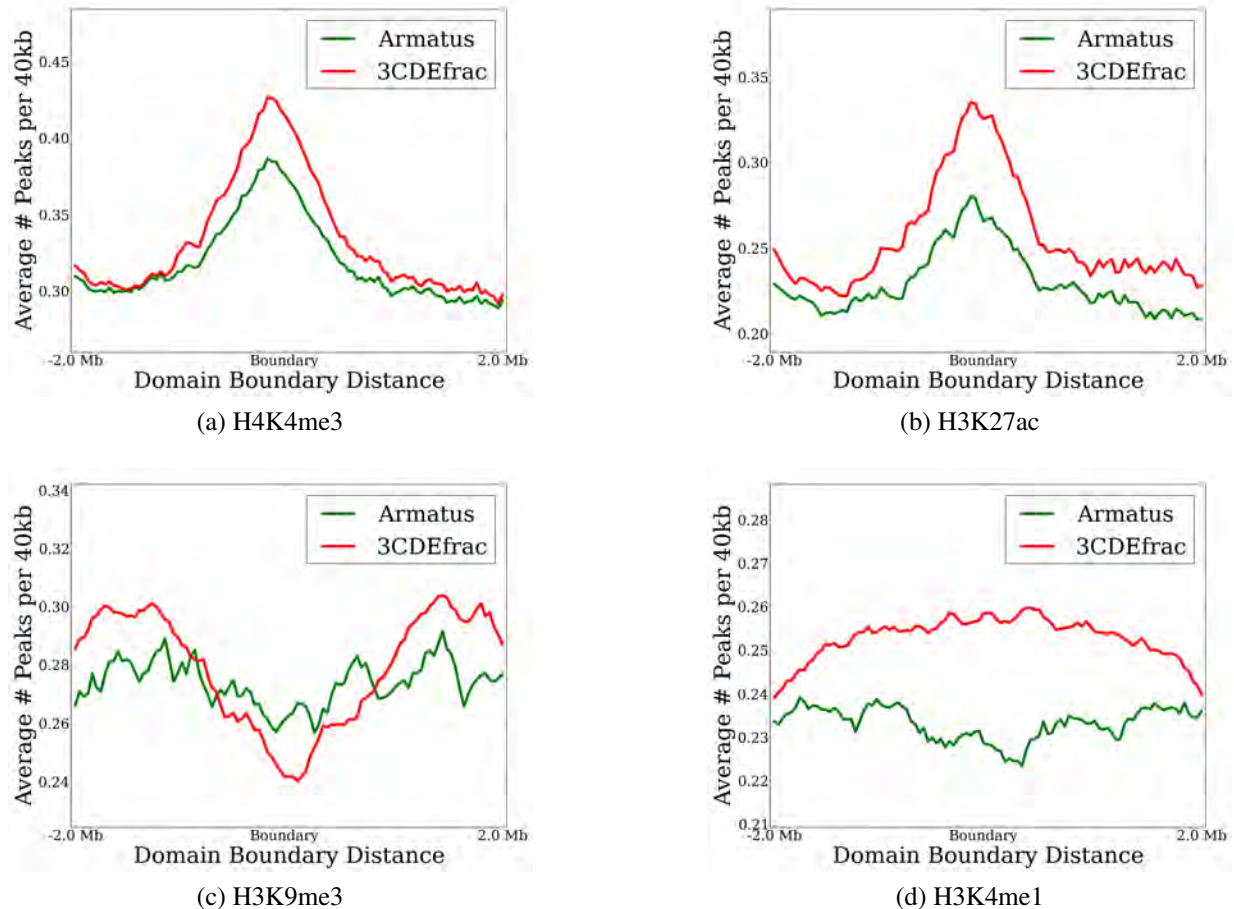 Average # Peaks per 40kb
0.45
0.40
0.35
0.30
Armatus
3CDEfrac
-2.0 Mb Boundary 2.0 Mb
Domain Boundary Distance
(a) H4K4me3
Average # Peaks per 40kb
0.35
0.30
0.25
0.20
Armatus
3CDEfrac
-2.0 Mb Boundary 2.0 Mb
Domain Boundary Distance
(b) H3K27ac
Average # Peaks per 40kb
0.34
0.32
0.30
0.28
0.26
0.24
Armatus
3CDEfrac
-2.0 Mb Boundary 2.0 Mb
Domain Boundary Distance
(c) H3K9me3
Average # Peaks per 40kb
0.28
0.27
0.26
0.25
0.24
0.23
0.22
0.21
Armatus
3CDEfrac
-2.0 Mb Boundary 2.0 Mb
Domain Boundary Distance
(d) H3K4me1